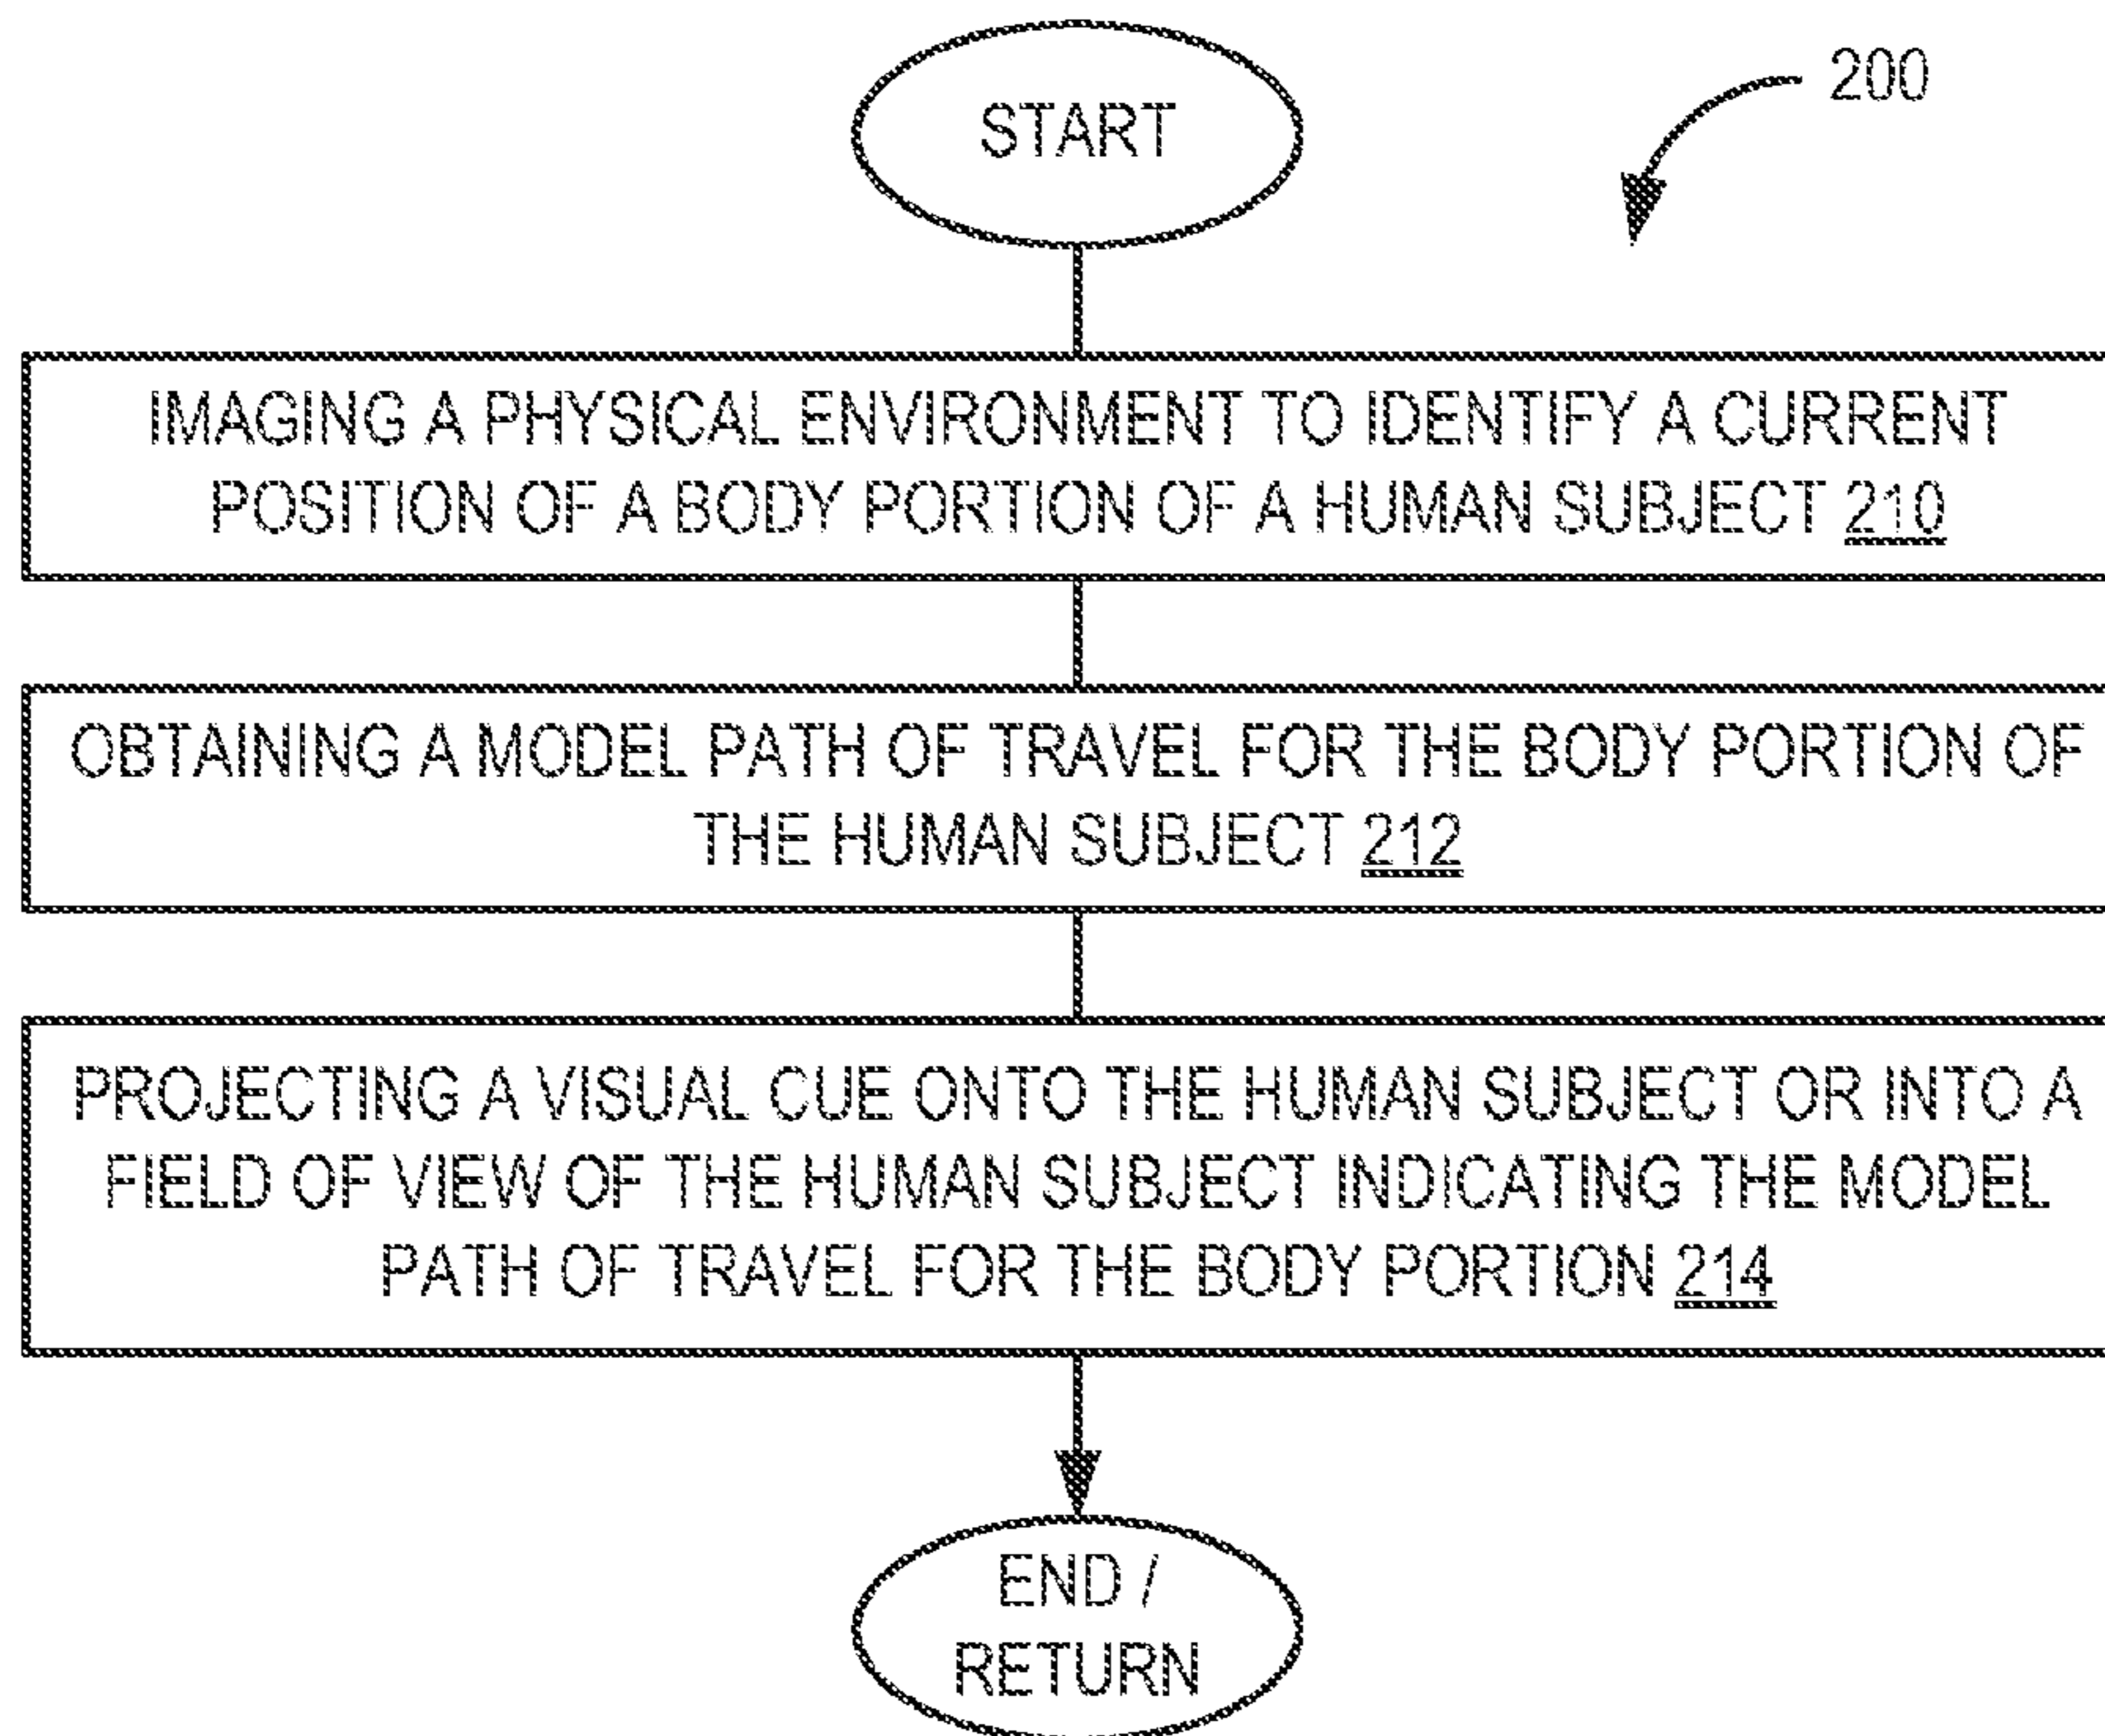 START
200
IMAGING A PHYSICAL ENVIRONMENT TO IDENTIFY A CURRENT
POSITION OF A BODY PORTION OF A HUMAN SUBJECT 210
OBTAINING A MODEL PATH OF TRAVEL FOR THE BODY PORTION OF
THE HUMAN SUBJECT 212
PROJECTING A VISUAL CUE ONTO THE HUMAN SUBJECT OR INTO A
FIELD OF VIEW OF THE HUMAN SUBJECT INDICATING THE MODEL
PATH OF TRAVEL FOR THE BODY PORTION 214
END /
RETURN